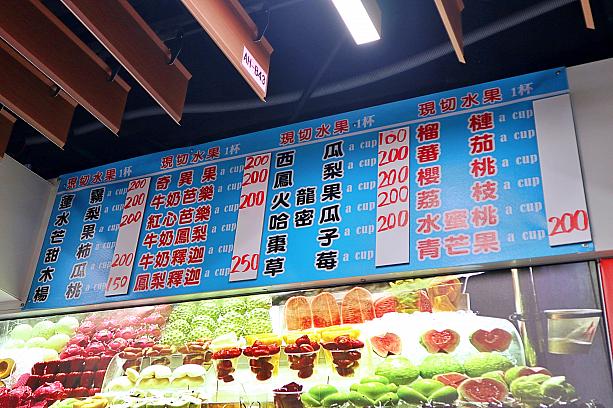 AH-B43
現切水果 1杯
蓮霧 a cup 200
水梨 a cup 200
芒果 a cup 200
甜柿 a cup
木瓜 a cup 200
楊桃 a cup 150
現切水果 1杯
奇異果 a cup 200
牛奶芭樂 a cup 200
紅心芭樂 a cup 200
牛奶鳳梨 a cup
牛奶釋迦 a cup
鳳梨釋迦 a cup 250
現切水果 1杯
西瓜 a cup 100
鳳梨 a cup 200
火龍果 a cup 200
哈密瓜 a cup 200
棗子 a cup 200
草莓 a cup
現切水果 1杯
榴槤 a cup
蕃茄 a cup
櫻桃 a cup
荔枝 a cup
水蜜桃 a cup
青芒果 a cup 200